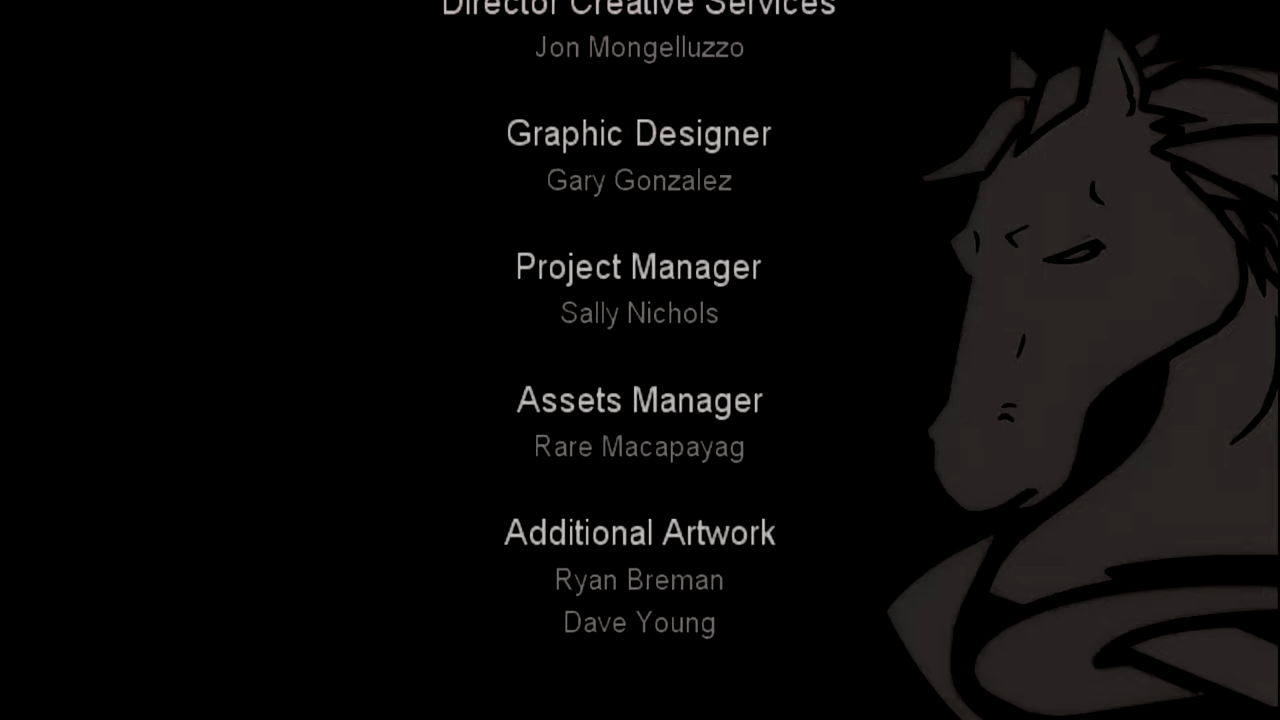 Director Creative Services
Jon Mongelluzzo
Graphic Designer
Gary Gonzalez
Project Manager
Sally Nichols
Assets Manager
Rare Macapayag
Additional Artwork
Ryan Breman
Dave Young